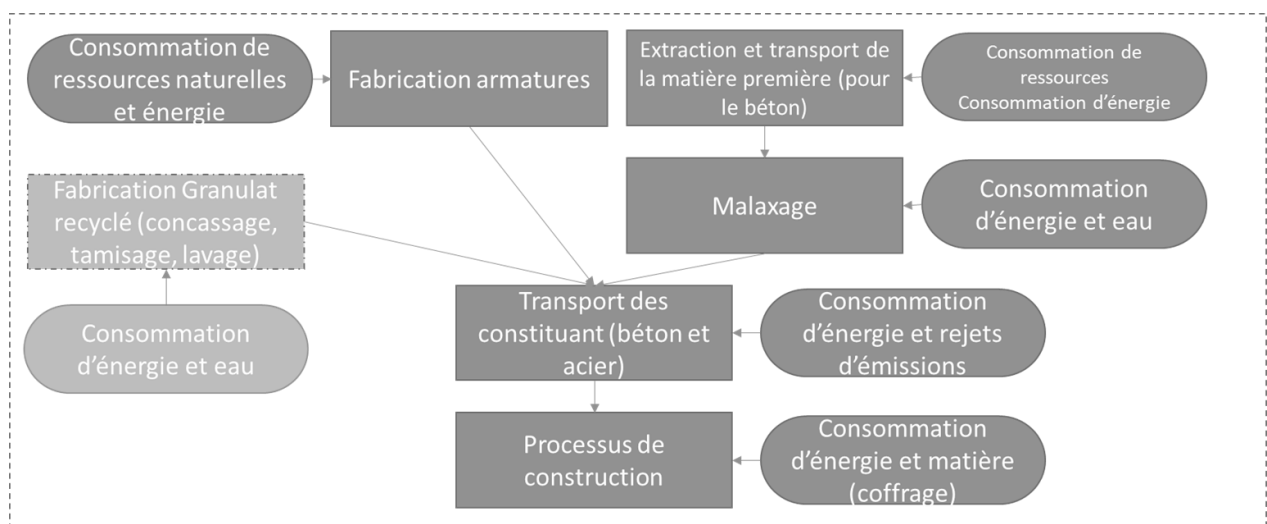 Consommation de
ressources naturelles
et énergie
Fabrication armatures
Extraction et transport de
la matière première (pour
le béton)
Consommation de
ressources
Consommation d’énergie
Fabrication Granulat
recyclé (concassage,
tamisage, lavage)
Malaxage
Consommation
d’énergie et eau
Consommation
d’énergie et eau
Transport des
constituant (béton et
acier)
Consommation
d’énergie et rejets
d’émissions
Processus de
construction
Consommation
d’énergie et matière
(coffrage)